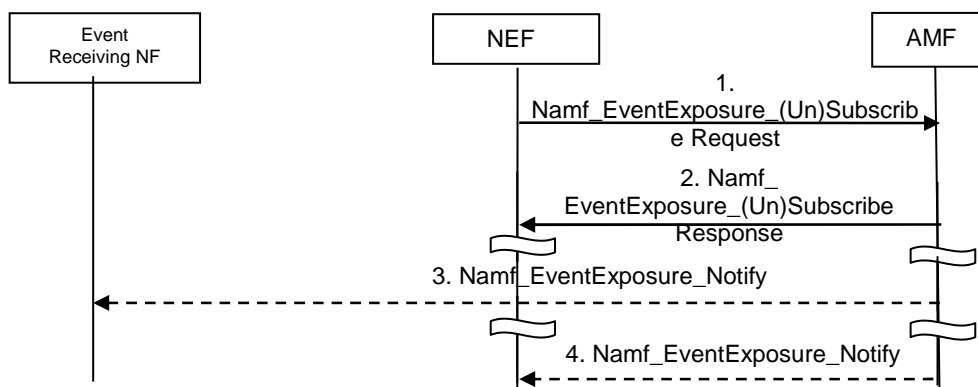 Event
Receiving NF
NEF
AMF
1.
Namf_EventExposure_(Un)Subscrib
e Request
2. Namf_
EventExposure_(Un)Subscribe
Response
3. Namf_EventExposure_Notify
4. Namf_EventExposure_Notify